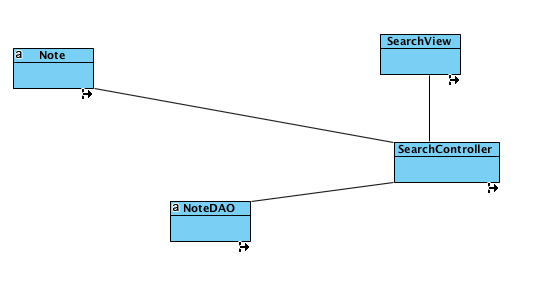 SearchView
a Note
SearchController
a NoteDAO